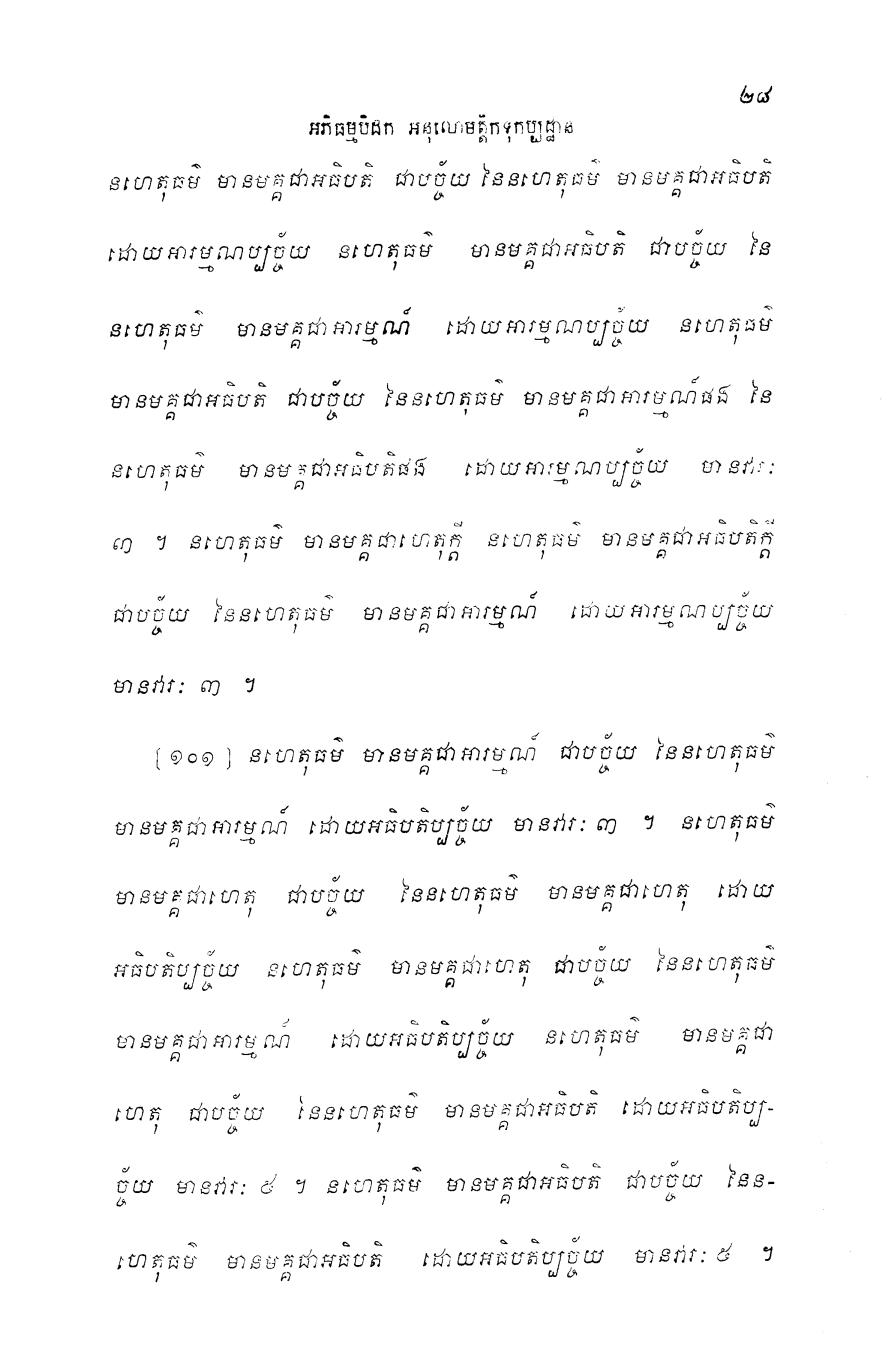 ២៨
អភិធម្មបិដក អនុលោមត្តិកទុកប្បដ្ឋាន
នហេតុធម៌ មានមគ្គជាអធិបតិ ជាបច្ច័យ នៃនហេតុធម៌ មានមគ្គជាអធិបតិ
ដោយអារម្មណប្បច្ច័យ នហេតុធម៌ មានមគ្គជាអធិបតិ ជាបច្ច័យ នៃ
នហេតុធម៌ មានមគ្គជាអារម្មណ៍ ដោយអារម្មណប្បច្ច័យ នហេតុធម៌
មានមគ្គជាអធិបតិ ជាបច្ច័យ នៃនហេតុធម៌ មានមគ្គជាអារម្មណ៍ផង នៃ
នហេតុធម៌ មានមគ្គជាអធិបតិផង ដោយអារម្មណប្បច្ច័យ មានវារៈ
៣ ។ នហេតុធម៌ មានមគ្គជាហេតុក្តី នហេតុធម៌ មានមគ្គជាអធិបតិក្តី
ជាបច្ច័យ នៃនហេតុធម៌ មានមគ្គជាអារម្មណ៍ ដោយអារម្មណប្បច្ច័យ
មានវារៈ ៣ ។
[១០១] នហេតុធម៌ មានមគ្គជាអារម្មណ៍ ជាបច្ច័យ នៃនហេតុធម៌
មានមគ្គជាអារម្មណ៍ ដោយអធិបតិប្បច្ច័យ មានវារៈ ៣ ។ នហេតុធម៌
មានមគ្គជាហេតុ ជាបច្ច័យ នៃនហេតុធម៌ មានមគ្គជាហេតុ ដោយ
អធិបតិប្បច្ច័យ នហេតុធម៌ មានមគ្គជាហេតុ ជាបច្ច័យ នៃនហេតុធម៌
មានមគ្គជាអារម្មណ៍ ដោយអធិបតិប្បច្ច័យ នហេតុធម៌ មានមគ្គជា
ហេតុ ជាបច្ច័យ នៃនហេតុធម៌ មានមគ្គជាអធិបតិ ដោយអធិបតិប្ប-
ច្ច័យ មានវារៈ ៥ ។ នហេតុធម៌ មានមគ្គជាអធិបតិ ជាបច្ច័យ នៃន-
ហេតុធម៌ មានមគ្គជាអធិបតិ ដោយអធិបតិប្បច្ច័យ មានវារៈ ៥ ។